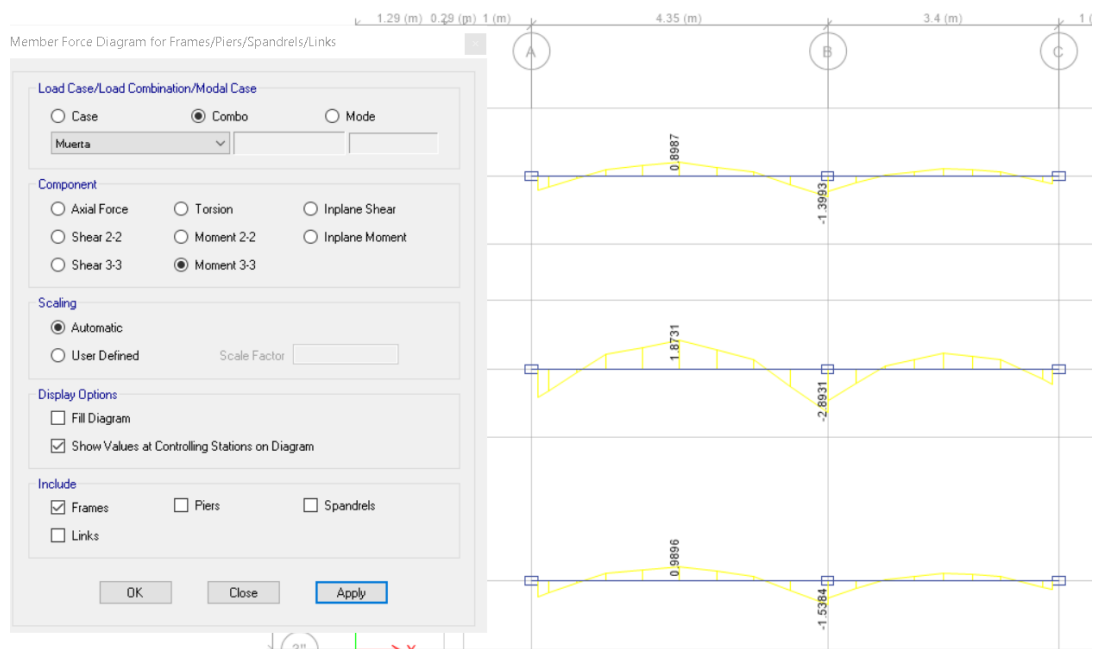 1.29 (m) 0.29 (m) 1 (m) 4.35 (m) 3.4 (m) 1 (
Member Force Diagram for Frames/Piers/Spandrels/Links
A B C
Load Case/Load Combination/Modal Case
Case Combo Mode
Muerta
Component
Axial Force Torsion Inplane Shear
Shear 2-2 Moment 2-2 Inplane Moment
Shear 3-3 Moment 3-3
Scaling
Automatic
User Defined Scale Factor
Display Options
Fill Diagram
Show Values at Controlling Stations on Diagram
Include
Frames Piers Spandrels
Links
OK Close Apply
0.8987
-1.3993
1.8731
-2.8931
0.9896
-1.5384
X